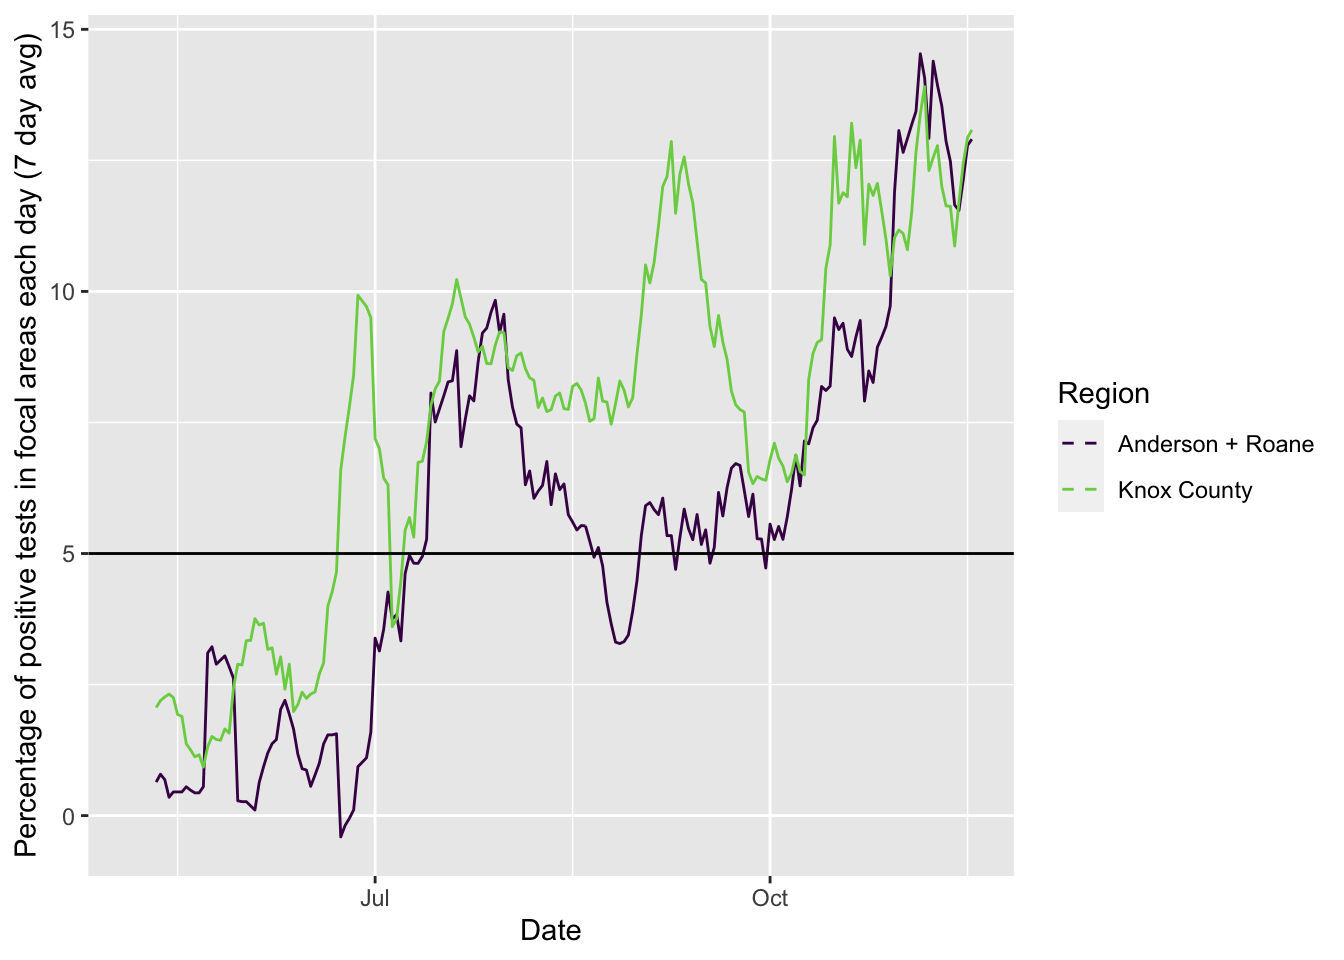 Percentage of positive tests in focal areas each day (7 day avg)
15
10
5
0
Jul
Oct
Date
Region
Anderson + Roane
Knox County